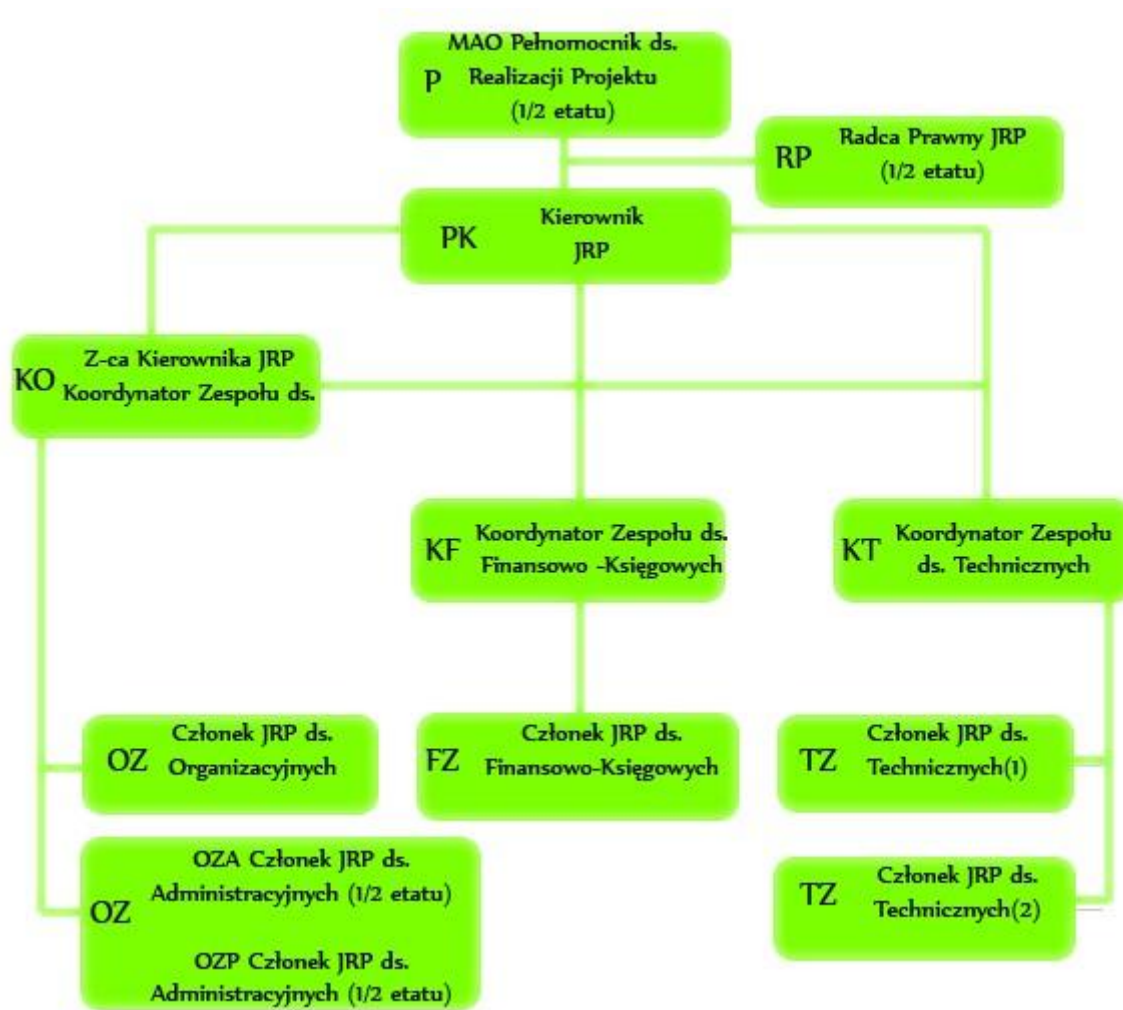 MAO Pełnomocnik ds.
P Realizacji Projektu
(1/2 etatu)
RP Radca Prawny JRP
(1/2 etatu)
PK Kierownik
JRP
KO Z-ca Kierownika JRP
Koordynator Zespołu ds.
KF Koordynator Zespołu ds.
Finansowo -Księgowych
KT Koordynator Zespołu
ds. Technicznych
OZ Członek JRP ds.
Organizacyjnych
FZ Członek JRP ds.
Finansowo-Księgowych
TZ Członek JRP ds.
Technicznych(1)
OZ
OZA Członek JRP ds.
Administracyjnych (1/2 etatu)
OZP Członek JRP ds.
Administracyjnych (1/2 etatu)
TZ Członek JRP ds.
Technicznych(2)